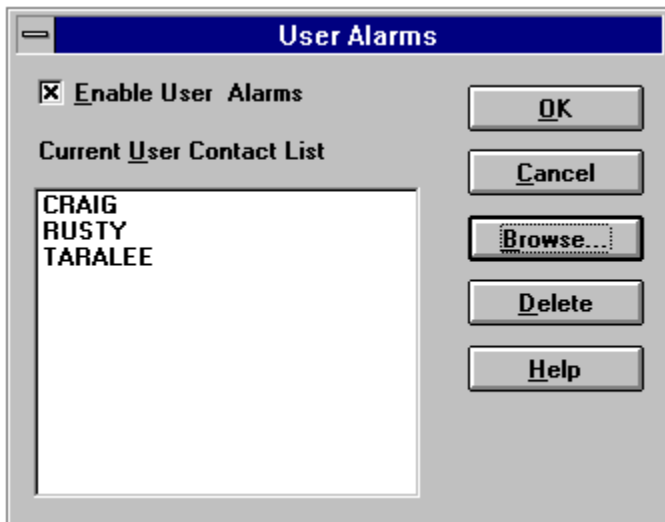 User Alarms
Enable User Alarms
Current User Contact List
CRAIG
RUSTY
TARALEE
OK
Cancel
Browse...
Delete
Help